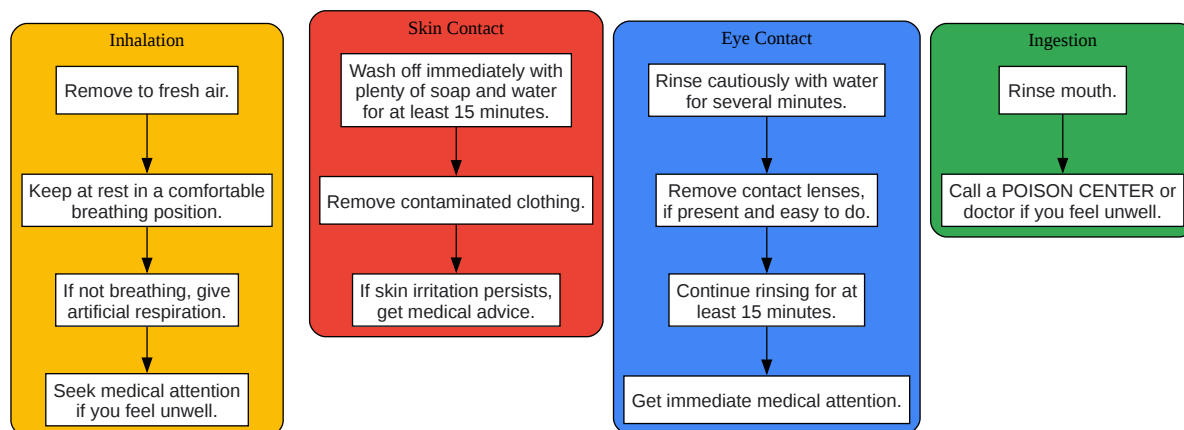 Inhalation
Remove to fresh air.
Keep at rest in a comfortable
breathing position.
If not breathing, give
artificial respiration.
Seek medical attention
if you feel unwell.
Skin Contact
Wash off immediately with
plenty of soap and water
for at least 15 minutes.
Remove contaminated clothing.
If skin irritation persists,
get medical advice.
Eye Contact
Rinse cautiously with water
for several minutes.
Remove contact lenses,
if present and easy to do.
Continue rinsing for at
least 15 minutes.
Get immediate medical attention.
Ingestion
Rinse mouth.
Call a POISON CENTER or
doctor if you feel unwell.